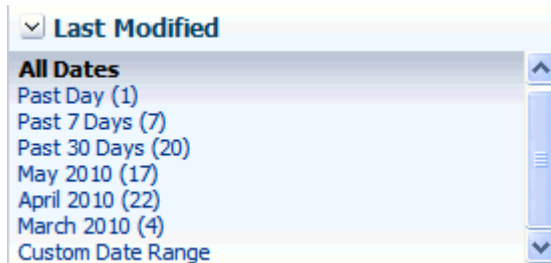 Last Modified
All Dates
Past Day (1)
Past 7 Days (7)
Past 30 Days (20)
May 2010 (17)
April 2010 (22)
March 2010 (4)
Custom Date Range